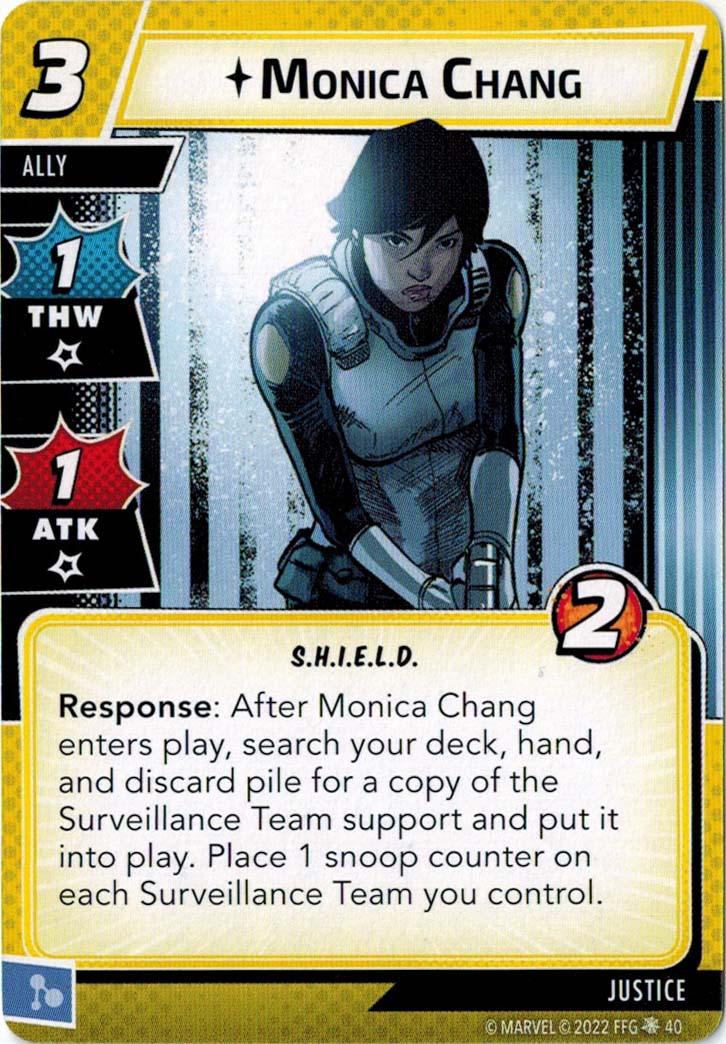 3
MONICA CHANG
ALLY
1
THW
1
ATK
2
S.H.I.E.L.D.
Response: After Monica Chang
enters play, search your deck, hand,
and discard pile for a copy of the
Surveillance Team support and put it
into play. Place 1 snoop counter on
each Surveillance Team you control.
JUSTICE
© MARVEL © 2022 FFG 40